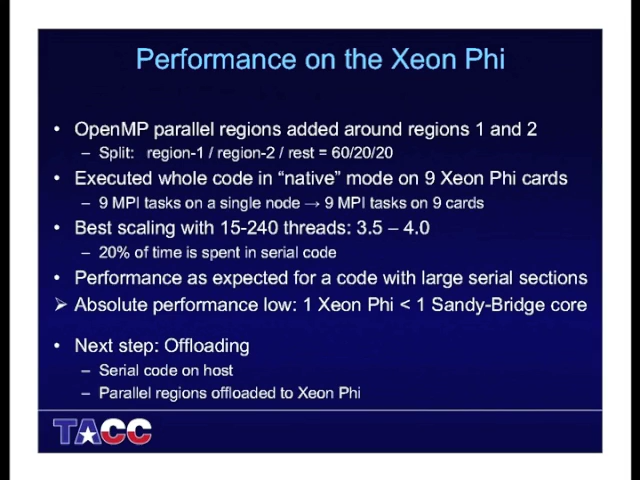 Performance on the Xeon Phi
• OpenMP parallel regions added around regions 1 and 2
– Split: region-1 / region-2 / rest = 60/20/20
• Executed whole code in “native” mode on 9 Xeon Phi cards
– 9 MPI tasks on a single node → 9 MPI tasks on 9 cards
• Best scaling with 15-240 threads: 3.5 – 4.0
– 20% of time is spent in serial code
• Performance as expected for a code with large serial sections
➢ Absolute performance low: 1 Xeon Phi < 1 Sandy-Bridge core
• Next step: Offloading
– Serial code on host
– Parallel regions offloaded to Xeon Phi
TACC